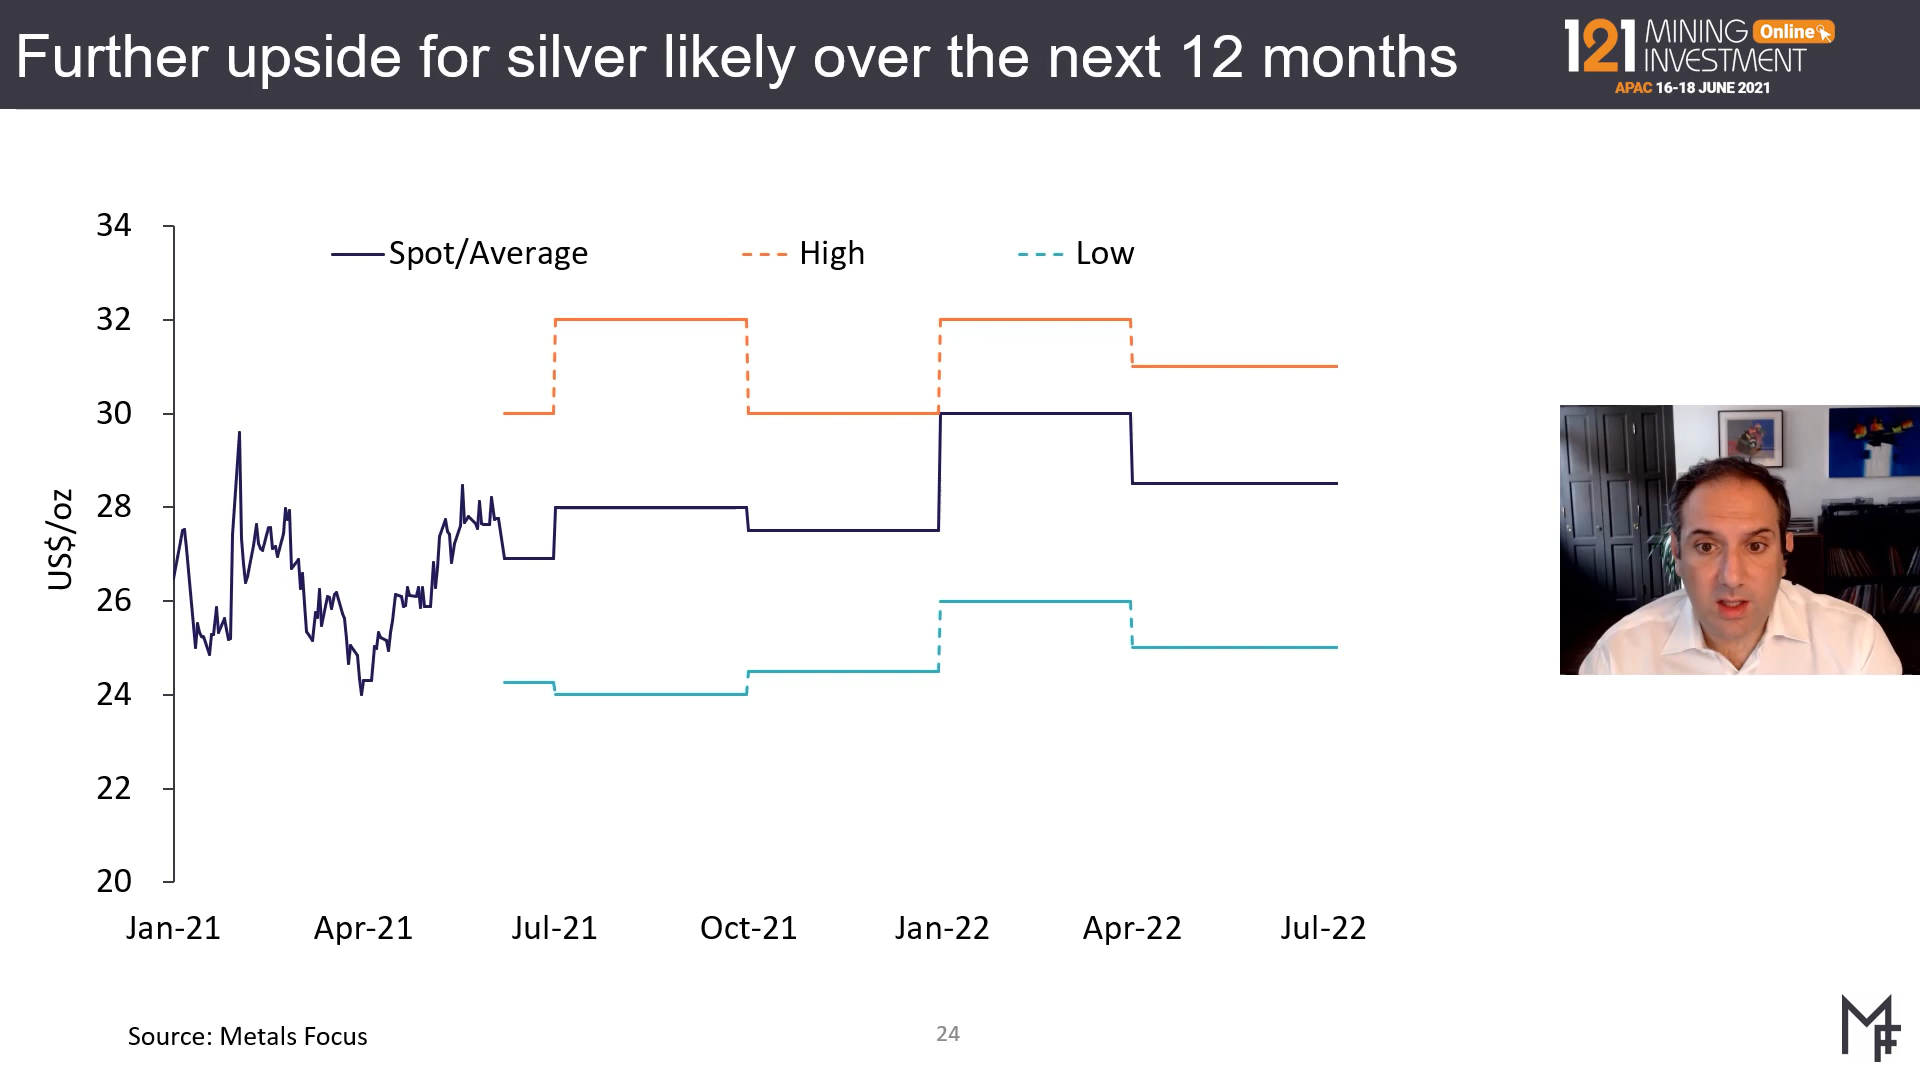 Further upside for silver likely over the next 12 months
121 MINING Online
INVESTMENT
APAC 16-18 JUNE 2021
34
32
30
28
26
24
22
20
US$/oz
Spot/Average
High
Low
Jan-21
Apr-21
Jul-21
Oct-21
Jan-22
Apr-22
Jul-22
Source: Metals Focus
24
MF